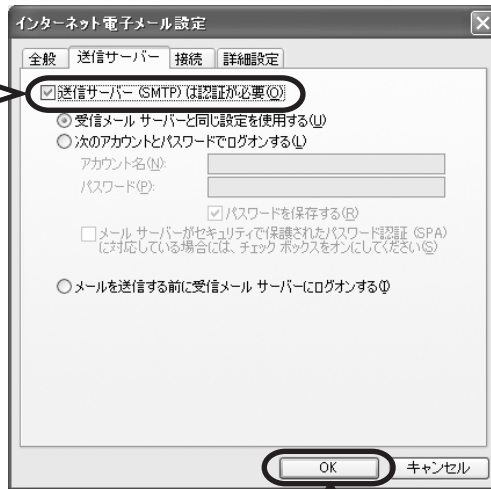 インターネット電子メール設定
全般 送信サーバー 接続 詳細設定
送信サーバー (SMTP) は認証が必要(O)
受信メール サーバーと同じ設定を使用する(U)
次のアカウントとパスワードでログオンする(L)
アカウント名(N):
パスワード(P):
パスワードを保存する(R)
メール サーバーがセキュリティで保護されたパスワード認証 (SPA)
に対応している場合には、チェック ボックスをオンにしてください(S)
メールを送信する前に受信メール サーバーにログオンする(I)
OK キャンセル